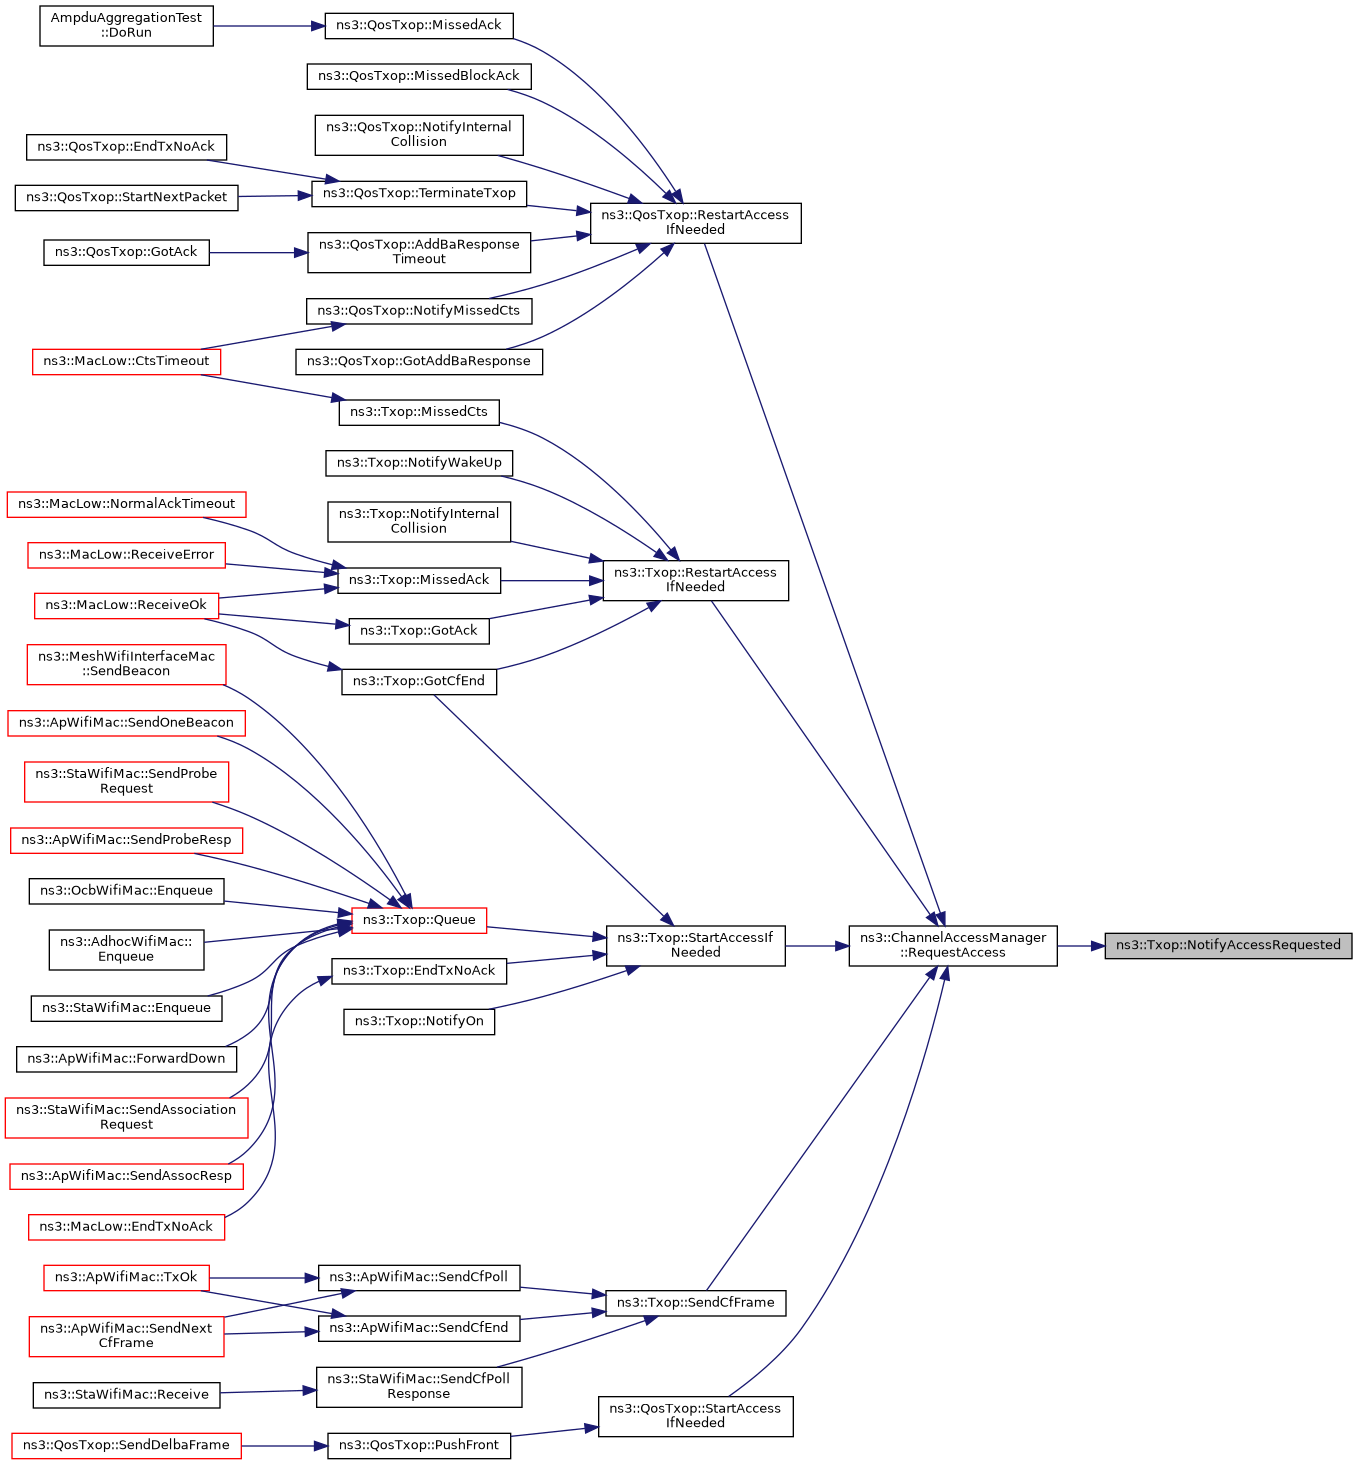 AmpduAggregationTest
::DoRun
ns3::QosTxop::MissedAck
ns3::QosTxop::MissedBlockAck
ns3::QosTxop::NotifyInternal
Collision
ns3::QosTxop::EndTxNoAck
ns3::QosTxop::TerminateTxop
ns3::QosTxop::StartNextPacket
ns3::QosTxop::RestartAccess
IfNeeded
ns3::QosTxop::GotAck
ns3::QosTxop::AddBaResponse
Timeout
ns3::QosTxop::NotifyMissedCts
ns3::MacLow::CtsTimeout
ns3::QosTxop::GotAddBaResponse
ns3::Txop::MissedCts
ns3::Txop::NotifyWakeUp
ns3::MacLow::NormalAckTimeout
ns3::Txop::NotifyInternal
Collision
ns3::MacLow::ReceiveError
ns3::Txop::MissedAck
ns3::Txop::RestartAccess
IfNeeded
ns3::MacLow::ReceiveOk
ns3::Txop::GotAck
ns3::MeshWifiInterfaceMac
::SendBeacon
ns3::Txop::GotCfEnd
ns3::ApWifiMac::SendOneBeacon
ns3::StaWifiMac::SendProbe
Request
ns3::ApWifiMac::SendProbeResp
ns3::OcbWifiMac::Enqueue
ns3::Txop::Queue
ns3::AdhocWifiMac::
Enqueue
ns3::Txop::StartAccessIf
Needed
ns3::ChannelAccessManager
::RequestAccess
ns3::Txop::NotifyAccessRequested
ns3::Txop::EndTxNoAck
ns3::StaWifiMac::Enqueue
ns3::Txop::NotifyOn
ns3::ApWifiMac::ForwardDown
ns3::StaWifiMac::SendAssociation
Request
ns3::ApWifiMac::SendAssocResp
ns3::MacLow::EndTxNoAck
ns3::ApWifiMac::TxOk
ns3::ApWifiMac::SendCfPoll
ns3::Txop::SendCfFrame
ns3::ApWifiMac::SendNext
CfFrame
ns3::ApWifiMac::SendCfEnd
ns3::StaWifiMac::SendCfPoll
Response
ns3::StaWifiMac::Receive
ns3::QosTxop::StartAccess
IfNeeded
ns3::QosTxop::SendDelbaFrame
ns3::QosTxop::PushFront